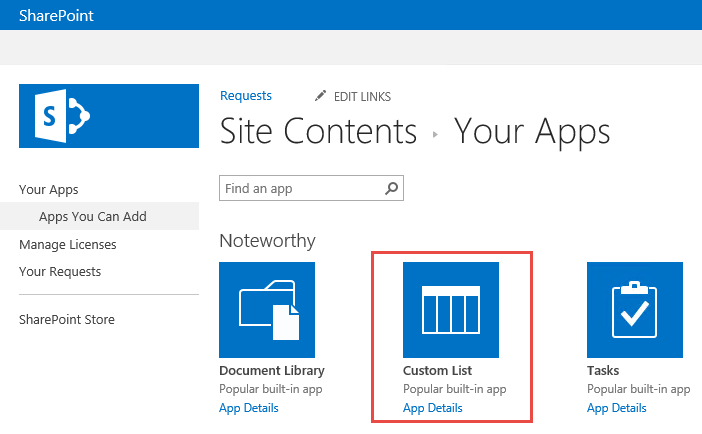 SharePoint
S
Requests EDIT LINKS
Site Contents Your Apps
Find an app
Your Apps
Apps You Can Add
Manage Licenses
Your Requests
SharePoint Store
Noteworthy
Document Library
Popular built-in app
App Details
Custom List
Popular built-in app
App Details
Tasks
Popular built-in app
App Details